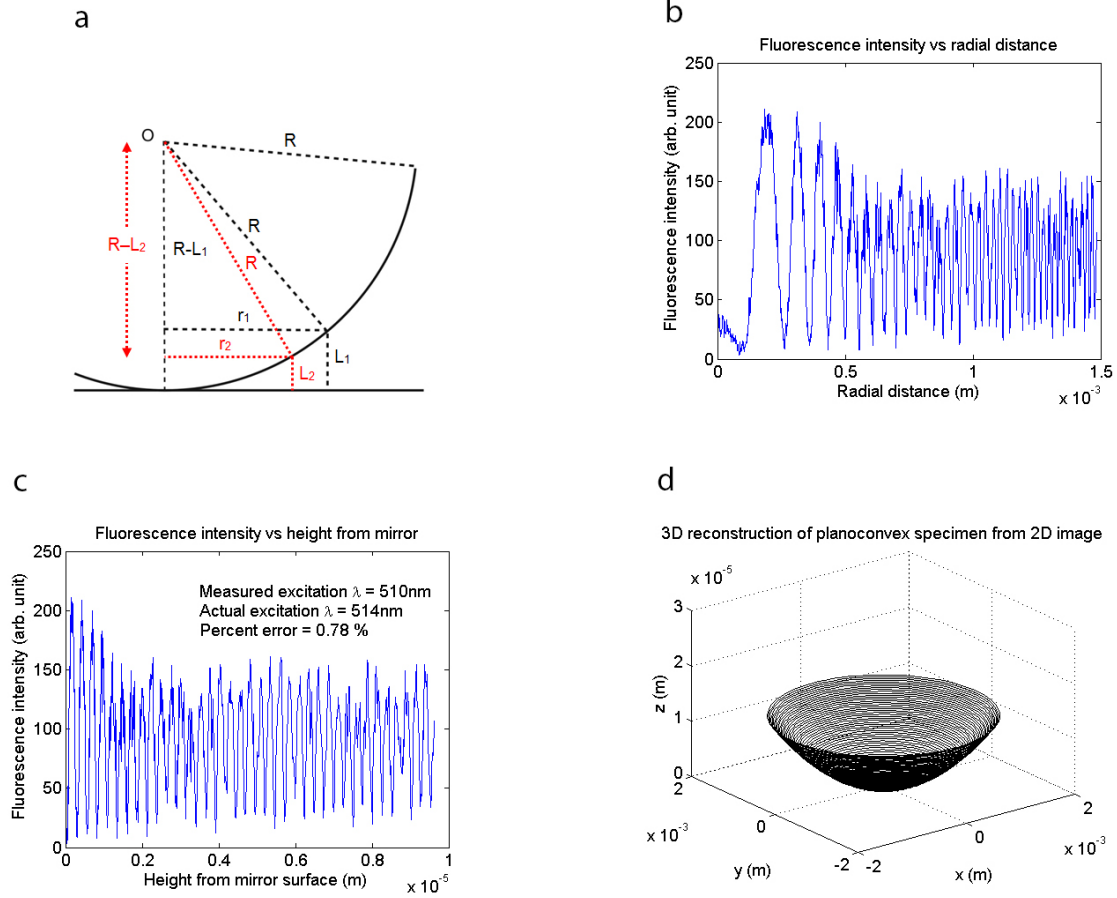 a
O
R
R–L2
R-L1
R
R
r1
r2
L1
L2
b
Fluorescence intensity vs radial distance
Fluorescence intensity (arb. unit)
250
200
150
100
50
0
0
0.5
1
1.5
Radial distance (m)
x 10-3
c
Fluorescence intensity vs height from mirror
Fluorescence intensity (arb. unit)
250
200
150
100
50
0
Measured excitation λ = 510nm
Actual excitation λ = 514nm
Percent error = 0.78 %
0
0.2
0.4
0.6
0.8
1
Height from mirror surface (m)
x 10-5
d
3D reconstruction of planoconvex specimen from 2D image
x 10-5
3
2
1
0
z (m)
2
0
-2
x 10-3
y (m)
-2
0
2
x 10-3
x (m)